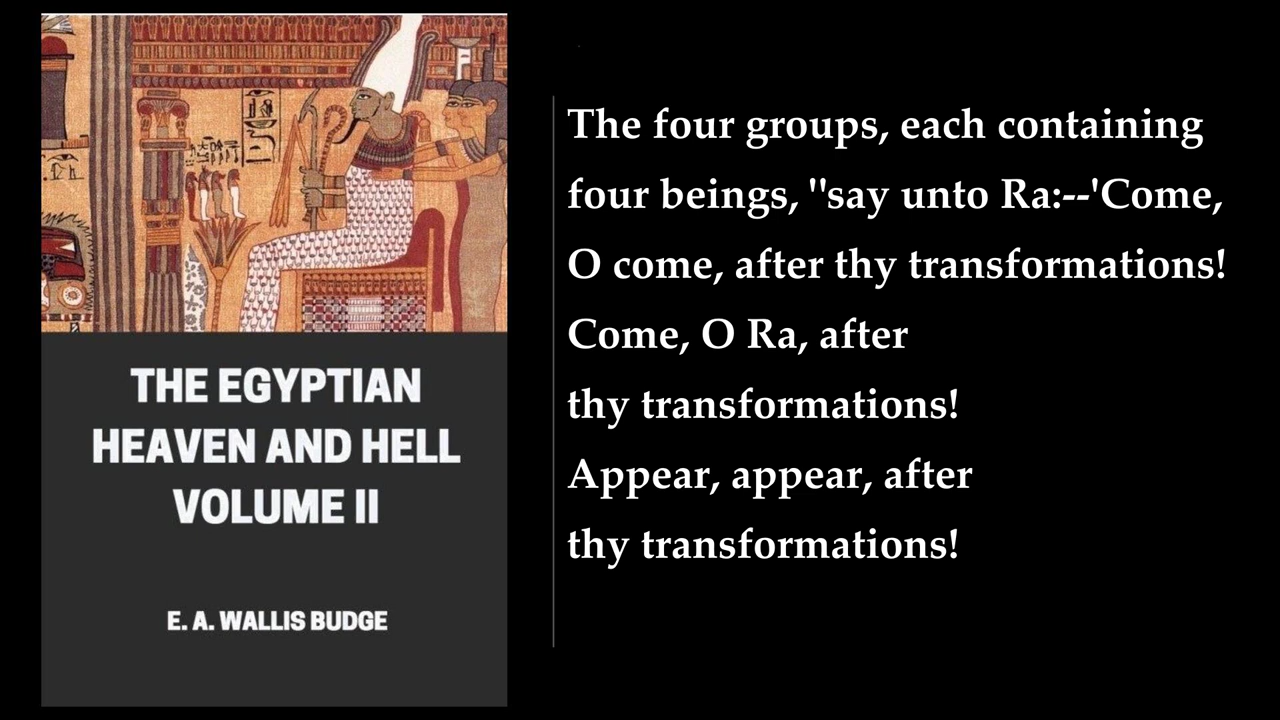 THE EGYPTIAN
HEAVEN AND HELL
VOLUME II
E. A. WALLIS BUDGE
The four groups, each containing
four beings, "say unto Ra:--'Come,
O come, after thy transformations!
Come, O Ra, after
thy transformations!
Appear, appear, after
thy transformations!